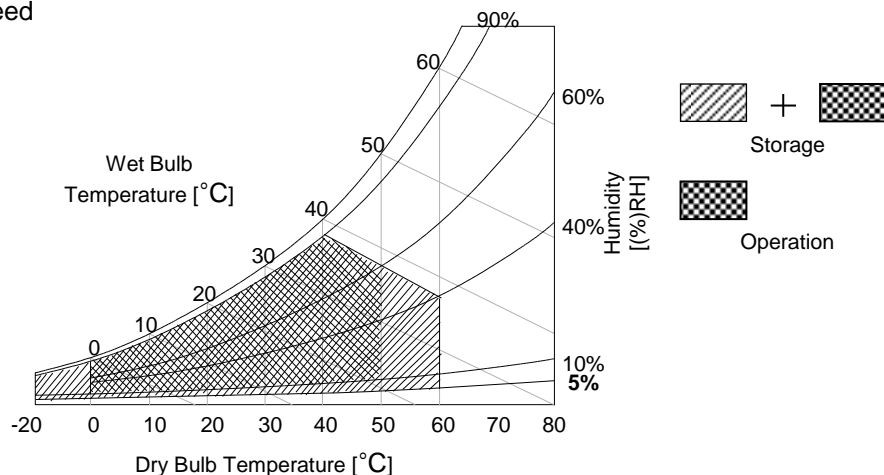 eed
90%
60
60%
50
Wet Bulb
Temperature [°C]
40
40%
Humidity
[(%)RH]
30
20
10
0
10%
5%
-20 0 10 20 30 40 50 60 70 80
Dry Bulb Temperature [°C]
+
Storage
Operation